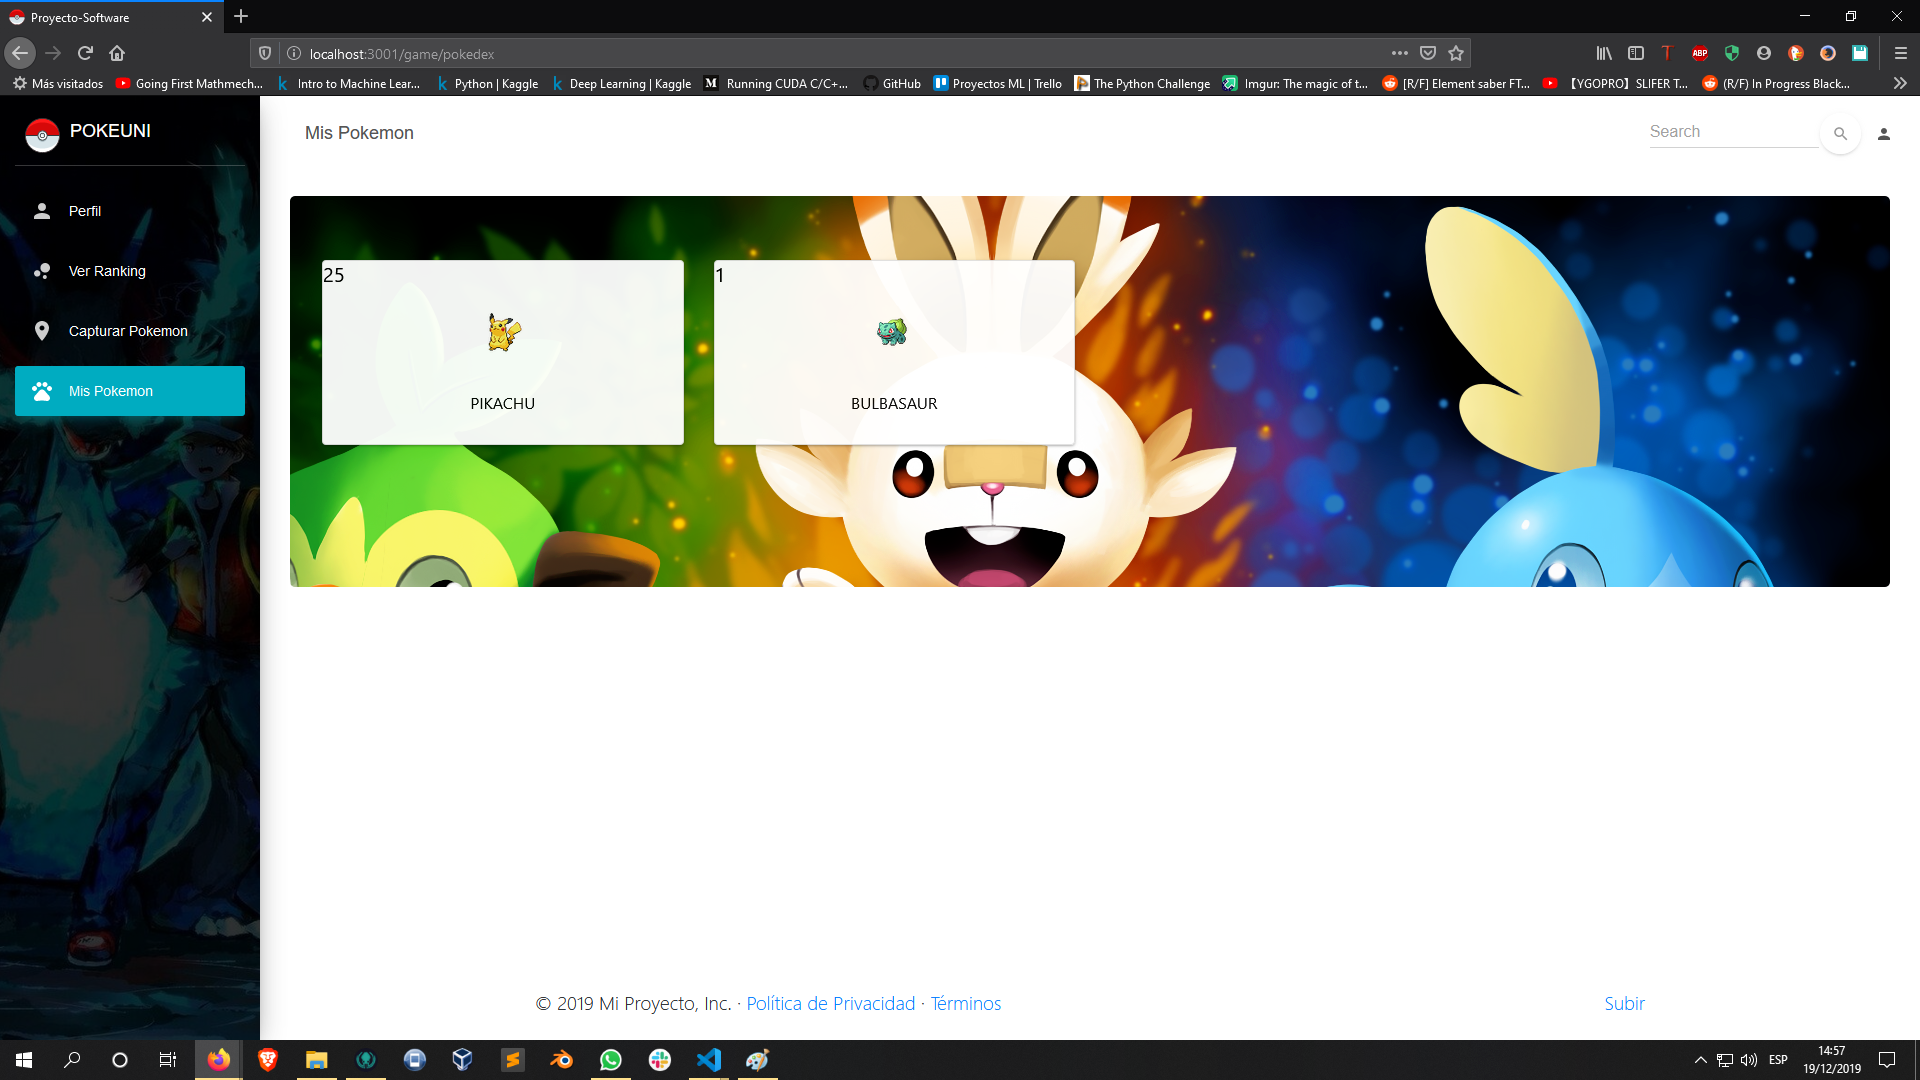 Proyecto-Software
localhost:3001/game/pokedex
Más visitados
Going First Mathmech...
Intro to Machine Lear...
Python | Kaggle
Deep Learning | Kaggle
Running CUDA C/C+...
GitHub
Proyectos ML | Trello
The Python Challenge
Imgur: The magic of t...
[R/F] Element saber FT...
【YGOPRO】SLIFER T...
(R/F) In Progress Black...
ABP
POKEUNI
Mis Pokemon
Search
Perfil
Ver Ranking
Capturar Pokemon
Mis Pokemon
25
PIKACHU
1
BULBASAUR
© 2019 Mi Proyecto, Inc. · Política de Privacidad · Términos
Subir
ESP
14:57
19/12/2019